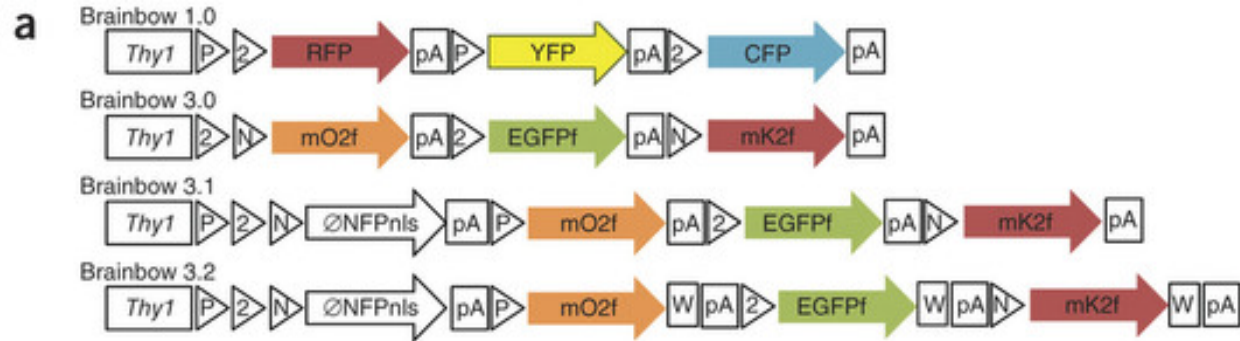 a
Brainbow 1.0
Thy1 P 2 RFP pA P YFP pA 2 CFP pA
Brainbow 3.0
Thy1 2 N mO2f pA 2 EGFPf pA N mK2f pA
Brainbow 3.1
Thy1 P 2 N ∅NFPnls pA P mO2f pA 2 EGFPf pA N mK2f pA
Brainbow 3.2
Thy1 P 2 N ∅NFPnls pA P mO2f W pA 2 EGFPf W pA N mK2f W pA